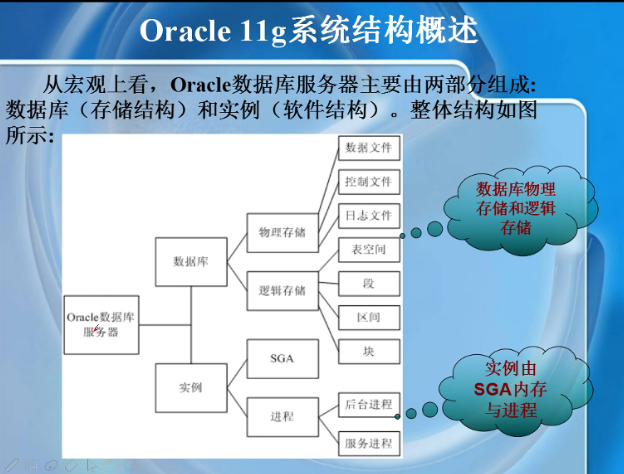 Oracle 11g系统结构概述
从宏观上看，Oracle数据库服务器主要由两部分组成:
数据库（存储结构）和实例（软件结构）。整体结构如图
所示:
数据文件
控制文件
日志文件
物理存储
表空间
数据库
逻辑存储
段
区间
块
Oracle数据库
服务器
SGA
实例
后台进程
进程
服务进程
数据库物理
存储和逻辑
存储
实例由
SGA内存
与进程